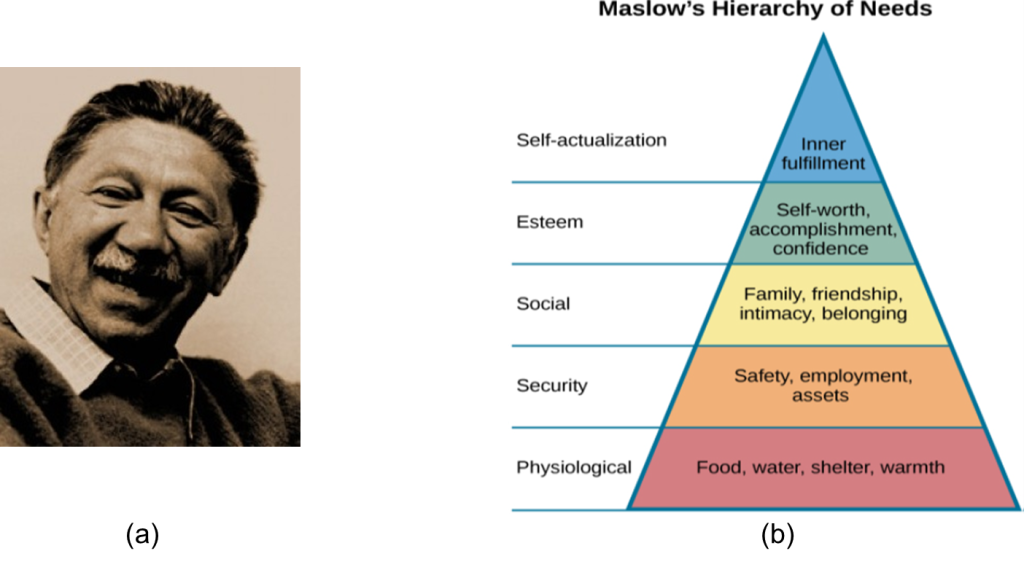 Maslow's Hierarchy of Needs
Self-actualization
Inner
fulfillment
Esteem
Self-worth,
accomplishment,
confidence
Social
Family, friendship,
intimacy, belonging
Security
Safety, employment,
assets
Physiological
Food, water, shelter, warmth
(a)
(b)